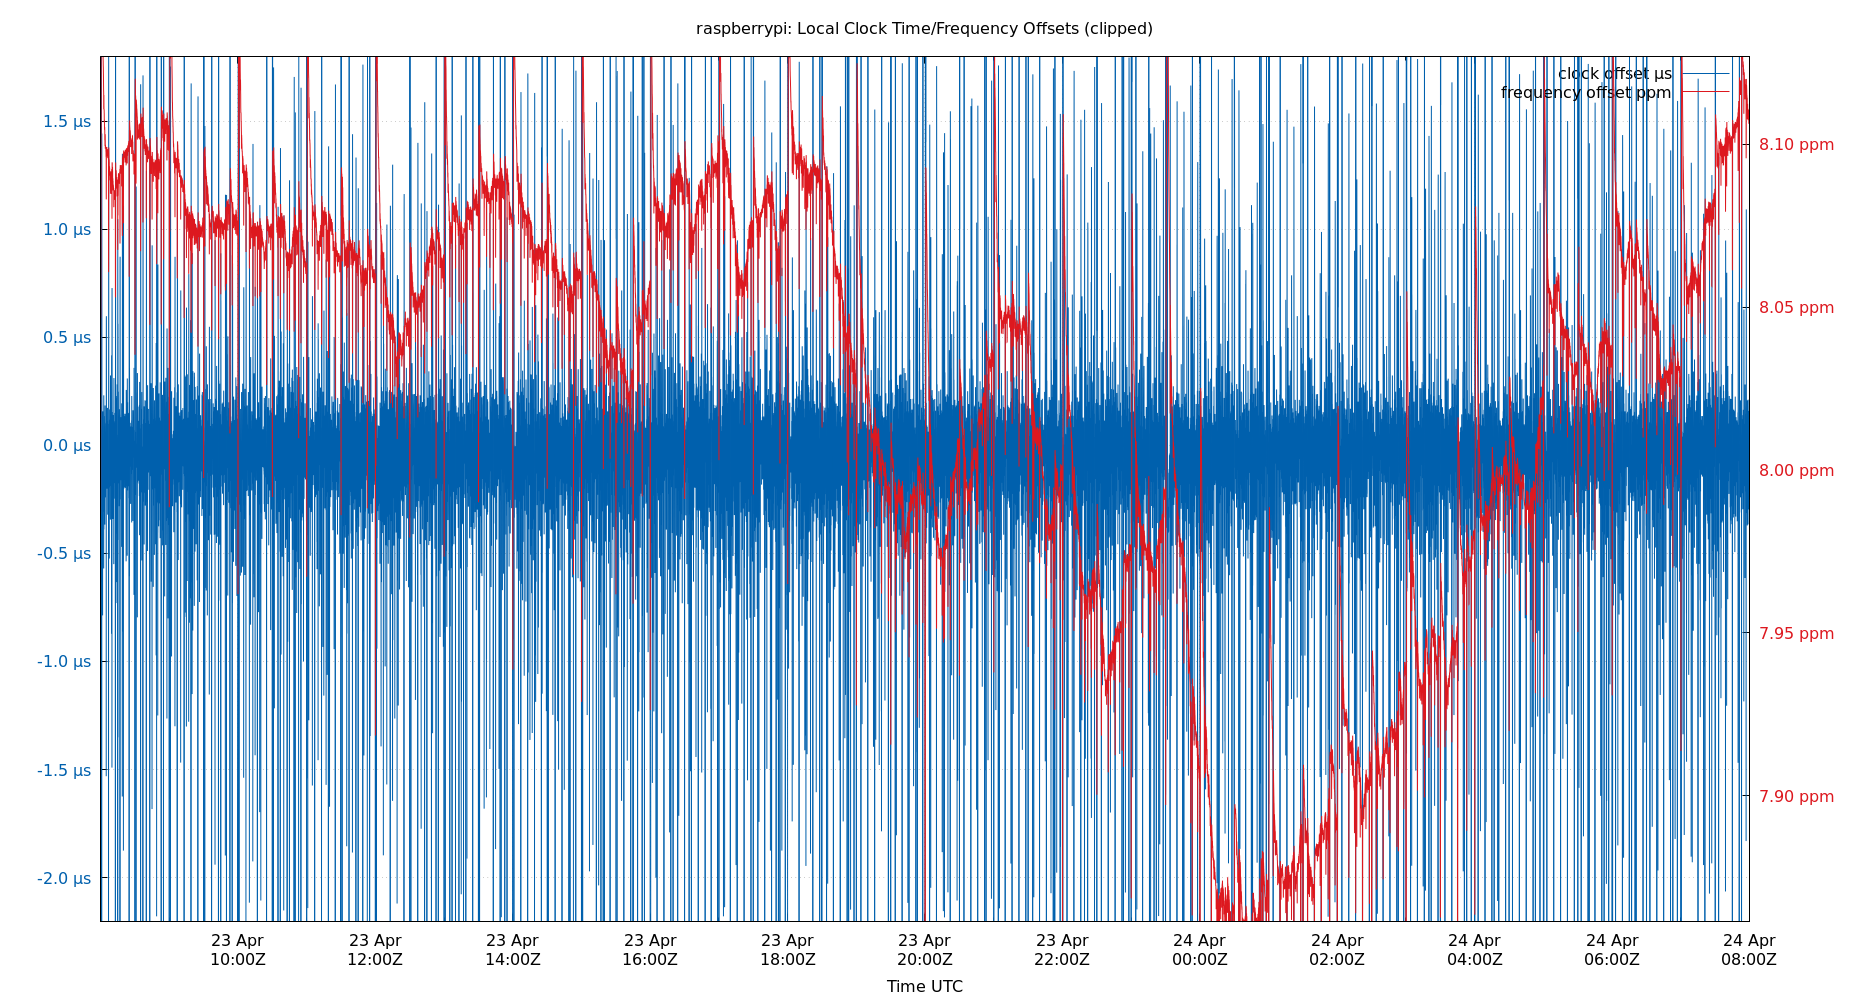 raspberrypi: Local Clock Time/Frequency Offsets (clipped)
clock offset µs
frequency offset ppm
1.5 µs
1.0 µs
0.5 µs
0.0 µs
-0.5 µs
-1.0 µs
-1.5 µs
-2.0 µs
8.10 ppm
8.05 ppm
8.00 ppm
7.95 ppm
7.90 ppm
23 Apr 23 Apr 23 Apr 23 Apr 23 Apr 23 Apr 23 Apr 24 Apr 24 Apr 24 Apr 24 Apr 24 Apr
10:00Z 12:00Z 14:00Z 16:00Z 18:00Z 20:00Z 22:00Z 00:00Z 02:00Z 04:00Z 06:00Z 08:00Z
Time UTC